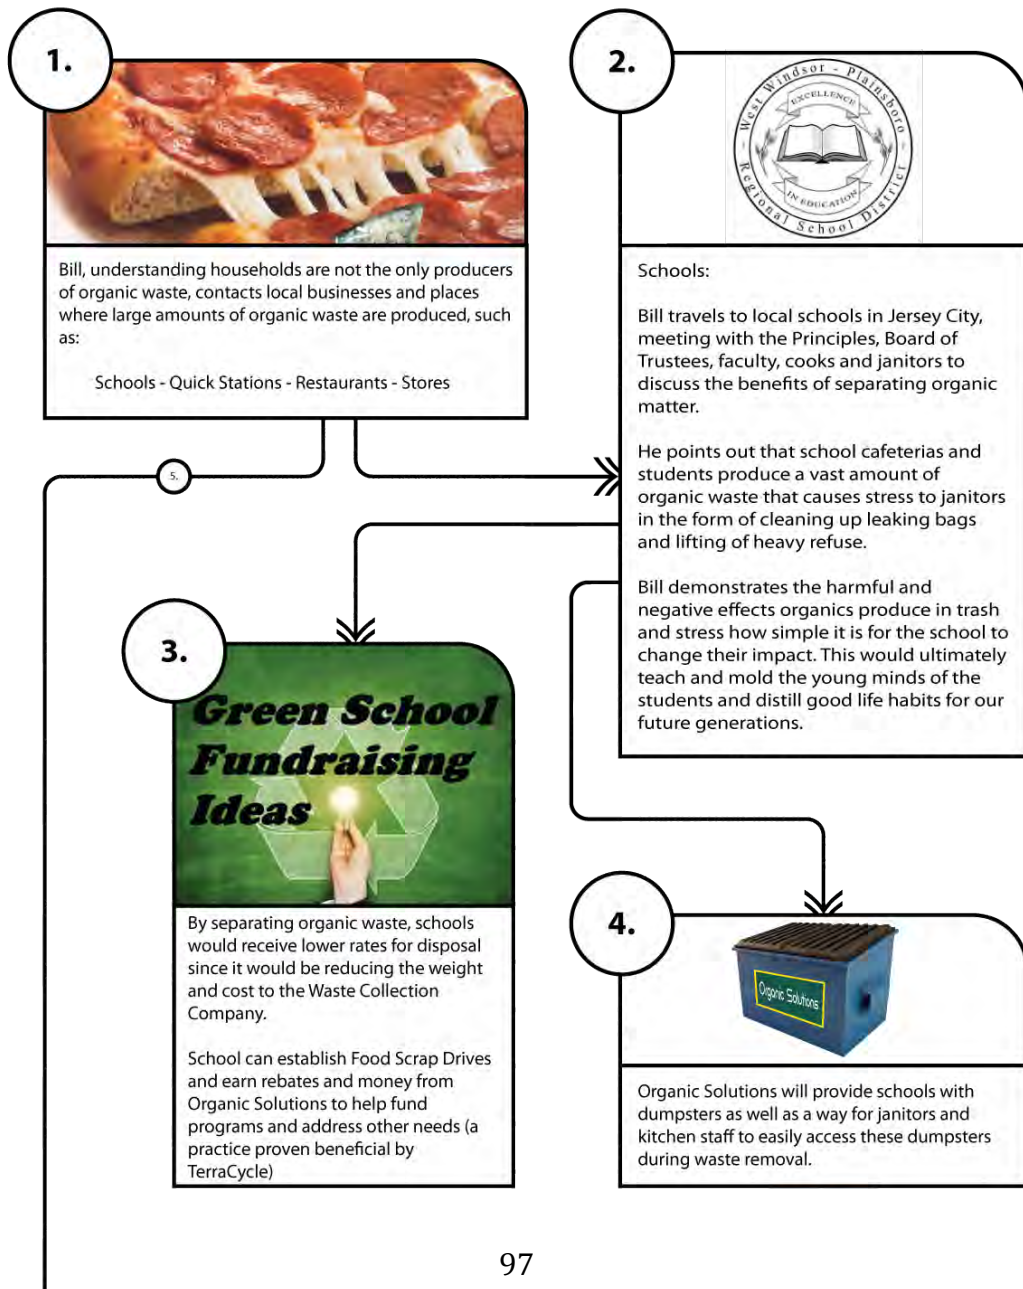 1.
Bill, understanding households are not the only producers
of organic waste, contacts local businesses and places
where large amounts of organic waste are produced, such
as:
Schools - Quick Stations - Restaurants - Stores
5.
2.
West Windsor - Plainsboro
Regional School District
EXCELLENCE
IN EDUCATION
Schools:
Bill travels to local schools in Jersey City,
meeting with the Principles, Board of
Trustees, faculty, cooks and janitors to
discuss the benefits of separating organic
matter.
He points out that school cafeterias and
students produce a vast amount of
organic waste that causes stress to janitors
in the form of cleaning up leaking bags
and lifting of heavy refuse.
Bill demonstrates the harmful and
negative effects organics produce in trash
and stress how simple it is for the school to
change their impact. This would ultimately
teach and mold the young minds of the
students and distill good life habits for our
future generations.
3.
Green School
Fundraising
Ideas
By separating organic waste, schools
would receive lower rates for disposal
since it would be reducing the weight
and cost to the Waste Collection
Company.
School can establish Food Scrap Drives
and earn rebates and money from
Organic Solutions to help fund
programs and address other needs (a
practice proven beneficial by
TerraCycle)
4.
Organic Solutions
Organic Solutions will provide schools with
dumpsters as well as a way for janitors and
kitchen staff to easily access these dumpsters
during waste removal.
97